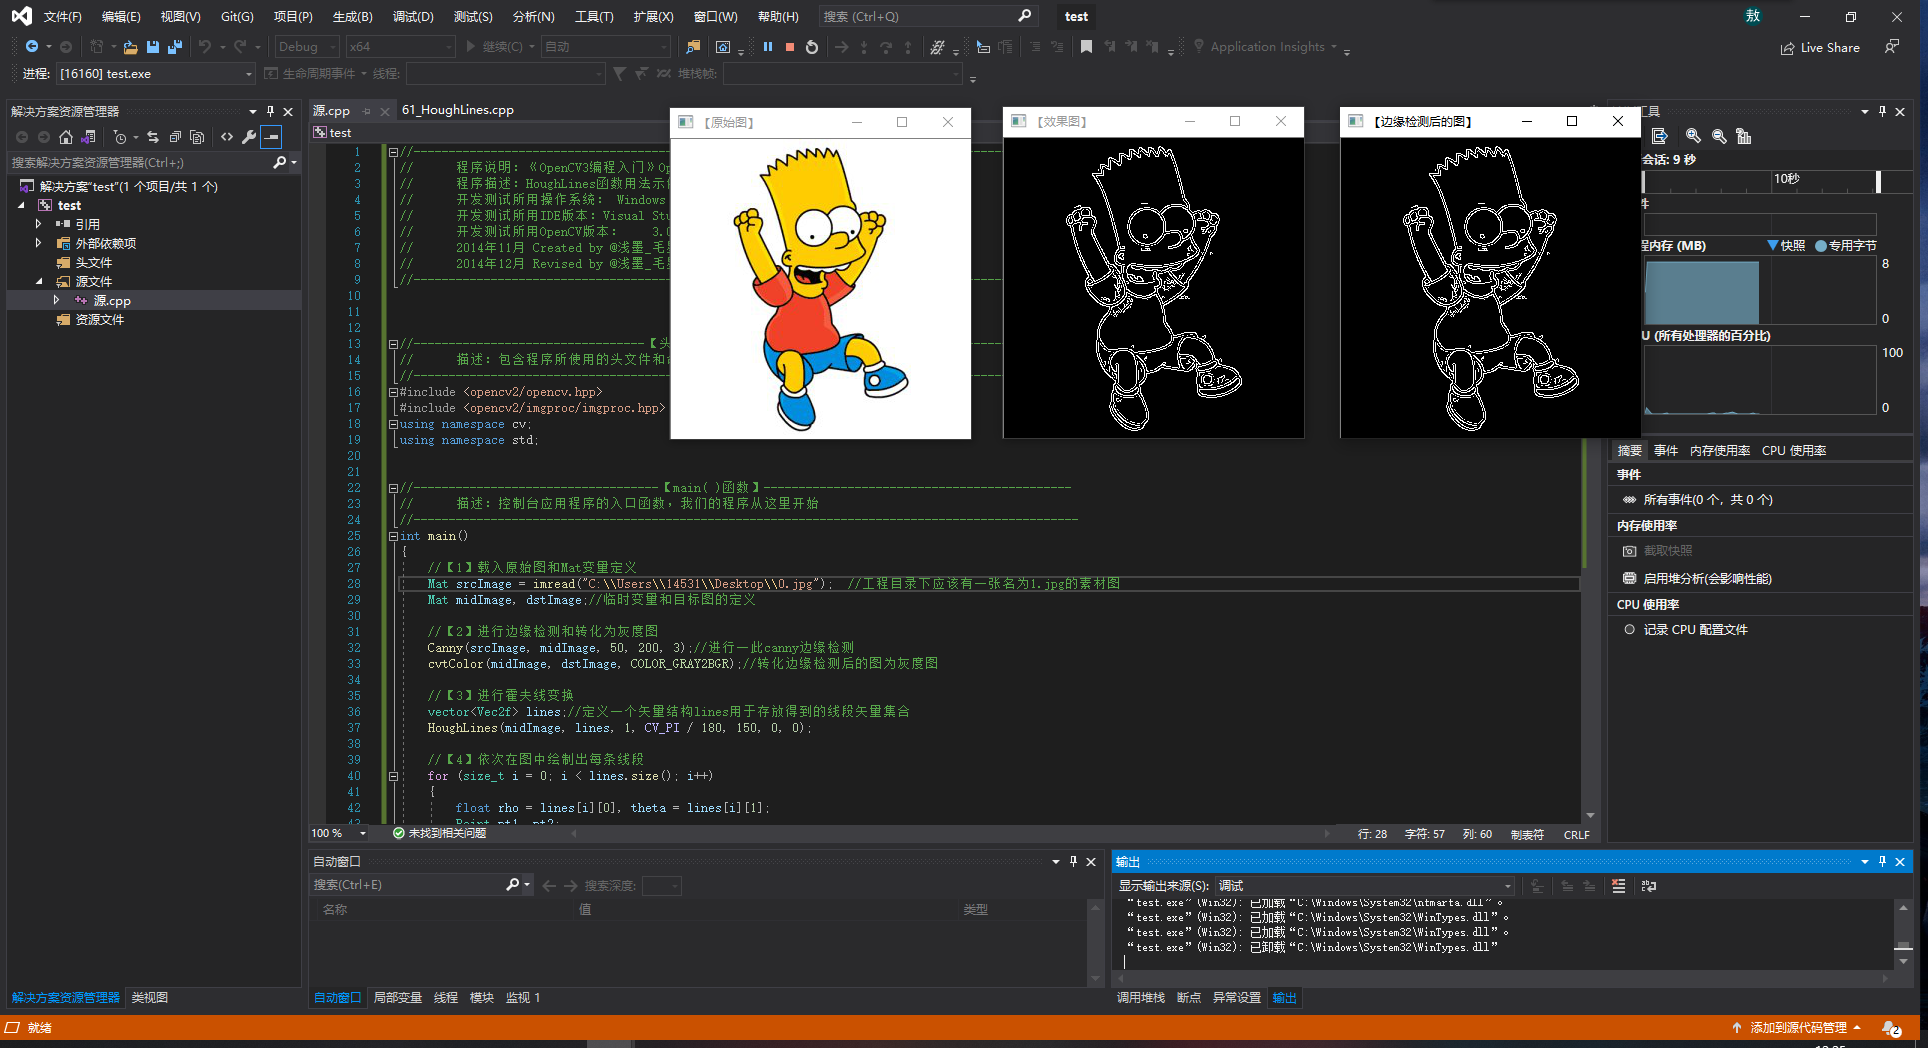 文件(F) 编辑(E) 视图(V) Git(G) 项目(P) 生成(B) 调试(D) 测试(S) 分析(N) 工具(T) 扩展(X) 窗口(W) 帮助(H) 搜索 (Ctrl+Q) test 敖
Debug x64 继续(C) 自动 Application Insights Live Share
进程: [16160] test.exe 生命周期事件 线程: 堆栈帧:
解决方案资源管理器
搜索解决方案资源管理器(Ctrl+;)
解决方案"test"(1 个项目/共 1 个)
test
引用
外部依赖项
头文件
源文件
源.cpp
资源文件
解决方案资源管理器 类视图
源.cpp 61_HoughLines.cpp
test
【原始图】
【效果图】
【边缘检测后的图】
1 //
2 // 程序说明：《OpenCV3编程入门》Op
3 // 程序描述：HoughLines函数用法示
4 // 开发测试所用操作系统： Windows
5 // 开发测试所用IDE版本：Visual Stu
6 // 开发测试所用OpenCV版本： 3.0
7 // 2014年11月 Created by @浅墨_毛
8 // 2014年12月 Revised by @浅墨_毛
9 //
10
11
12
13 //【头
14 // 描述：包含程序所使用的头文件和
15 //
16 #include <opencv2/opencv.hpp>
17 #include <opencv2/imgproc/imgproc.hpp>
18 using namespace cv;
19 using namespace std;
20
21
22 //-----------------------------------【main( )函数】--------------------------------------------
23 // 描述：控制台应用程序的入口函数，我们的程序从这里开始
24 //-----------------------------------------------------------------------------------------------
25 int main()
26 {
27 //【1】载入原始图和Mat变量定义
28 Mat srcImage = imread("C:\\Users\\14531\\Desktop\\0.jpg"); //工程目录下应该有一张名为1.jpg的素材图
29 Mat midImage, dstImage;//临时变量和目标图的定义
30
31 //【2】进行边缘检测和转化为灰度图
32 Canny(srcImage, midImage, 50, 200, 3);//进行一此canny边缘检测
33 cvtColor(midImage, dstImage, COLOR_GRAY2BGR);//转化边缘检测后的图为灰度图
34
35 //【3】进行霍夫线变换
36 vector<Vec2f> lines;//定义一个矢量结构lines用于存放得到的线段矢量集合
37 HoughLines(midImage, lines, 1, CV_PI / 180, 150, 0, 0);
38
39 //【4】依次在图中绘制出每条线段
40 for (size_t i = 0; i < lines.size(); i++)
41 {
42 float rho = lines[i][0], theta = lines[i][1];
43 Point pt1, pt2;
100 % 未找到相关问题 行: 28 字符: 57 列: 60 制表符 CRLF
工具
会话: 9 秒
10秒
件
程内存 (MB) 快照 专用字节
8
0
U (所有处理器的百分比)
100
0
摘要 事件 内存使用率 CPU 使用率
事件
所有事件(0 个，共 0 个)
内存使用率
截取快照
启用堆分析(会影响性能)
CPU 使用率
记录 CPU 配置文件
自动窗口
搜索(Ctrl+E) 搜索深度:
名称 值 类型
自动窗口 局部变量 线程 模块 监视 1
输出
显示输出来源(S): 调试
“test.exe”(Win32): 已加载“C:\Windows\System32\ntmarta.dll”。
“test.exe”(Win32): 已加载“C:\Windows\System32\WinTypes.dll”。
“test.exe”(Win32): 已加载“C:\Windows\System32\WinTypes.dll”。
“test.exe”(Win32): 已卸载“C:\Windows\System32\WinTypes.dll”
调用堆栈 断点 异常设置 输出
就绪 添加到源代码管理 2